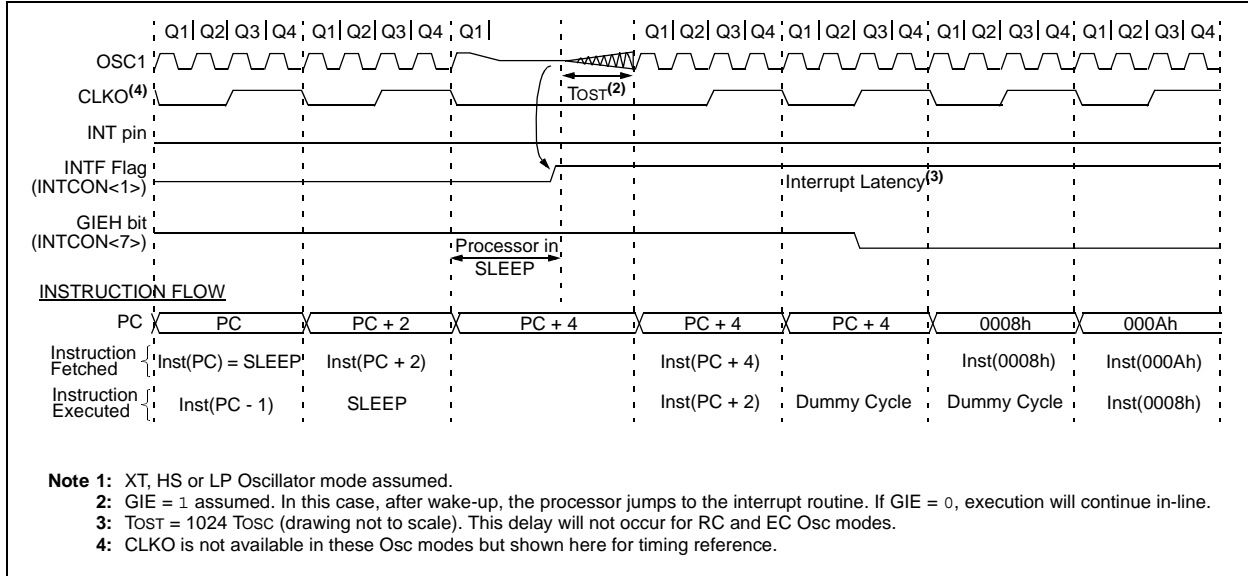 Q1 Q2 Q3 Q4 Q1 Q2 Q3 Q4 Q1 Q1 Q2 Q3 Q4 Q1 Q2 Q3 Q4 Q1 Q2 Q3 Q4 Q1 Q2 Q3 Q4
OSC1
TOST(2)
CLKO(4)
INT pin
INTF Flag
(INTCON<1>)
Interrupt Latency(3)
GIEH bit
(INTCON<7>)
Processor in
SLEEP
INSTRUCTION FLOW
PC PC PC + 2 PC + 4 PC + 4 PC + 4 0008h 000Ah
Instruction
Fetched
Inst(PC) = SLEEP Inst(PC + 2) Inst(PC + 4) Inst(0008h) Inst(000Ah)
Instruction
Executed
Inst(PC - 1) SLEEP Inst(PC + 2) Dummy Cycle Dummy Cycle Inst(0008h)
Note 1: XT, HS or LP Oscillator mode assumed.
2: GIE = 1 assumed. In this case, after wake-up, the processor jumps to the interrupt routine. If GIE = 0, execution will continue in-line.
3: TOST = 1024 TOSC (drawing not to scale). This delay will not occur for RC and EC Osc modes.
4: CLKO is not available in these Osc modes but shown here for timing reference.